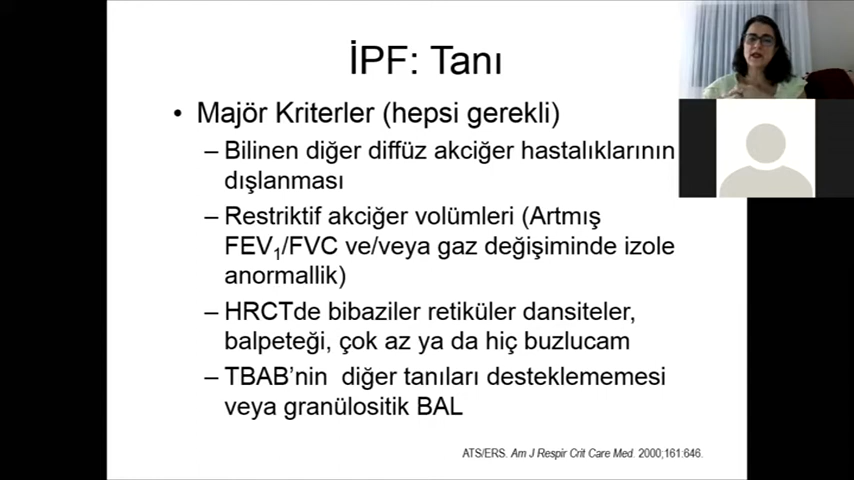 İPF: Tanı
• Majör Kriterler (hepsi gerekli)
– Bilinen diğer diffüz akciğer hastalıklarının
dışlanması
– Restriktif akciğer volümleri (Artmış
FEV1/FVC ve/veya gaz değişiminde izole
anormallik)
– HRCTde bibaziler retiküler dansiteler,
balpeteği, çok az ya da hiç buzlucam
– TBAB’nin diğer tanıları desteklememesi
veya granülositik BAL
ATS/ERS. Am J Respir Crit Care Med. 2000;161:646.